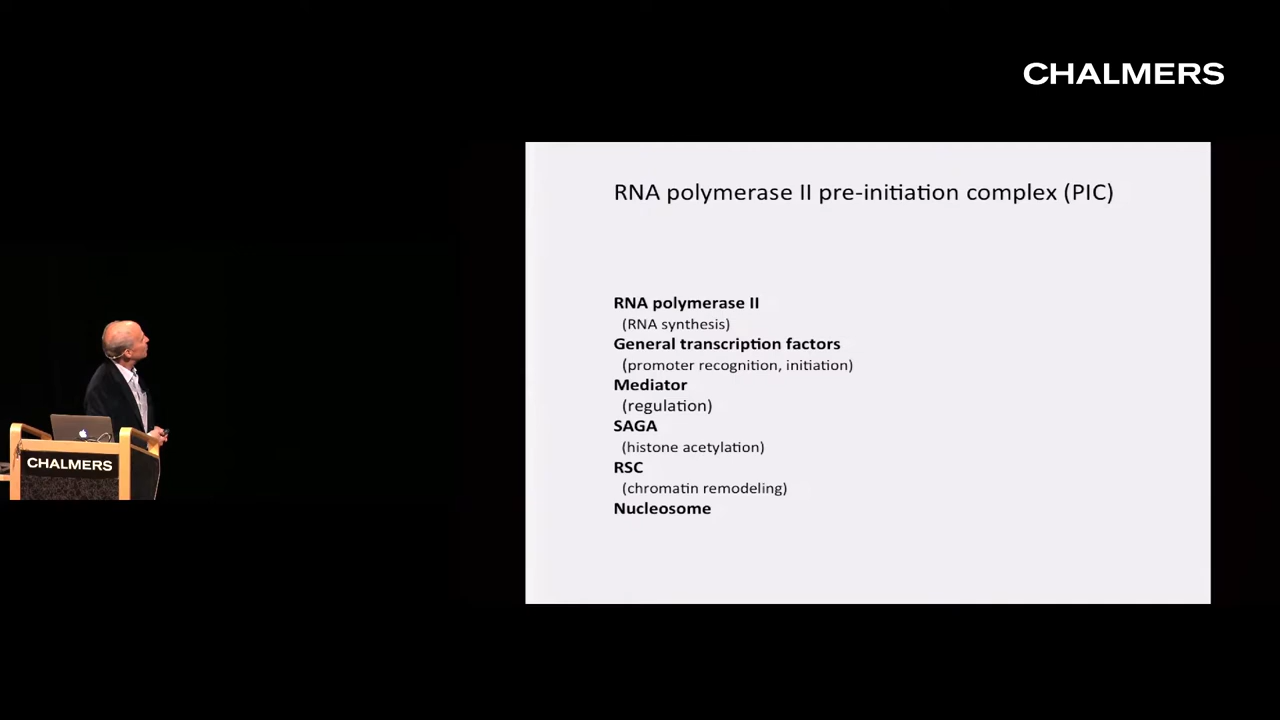 CHALMERS
RNA polymerase II pre-initiation complex (PIC)
RNA polymerase II
(RNA synthesis)
General transcription factors
(promoter recognition, initiation)
Mediator
(regulation)
SAGA
(histone acetylation)
RSC
(chromatin remodeling)
Nucleosome
CHALMERS